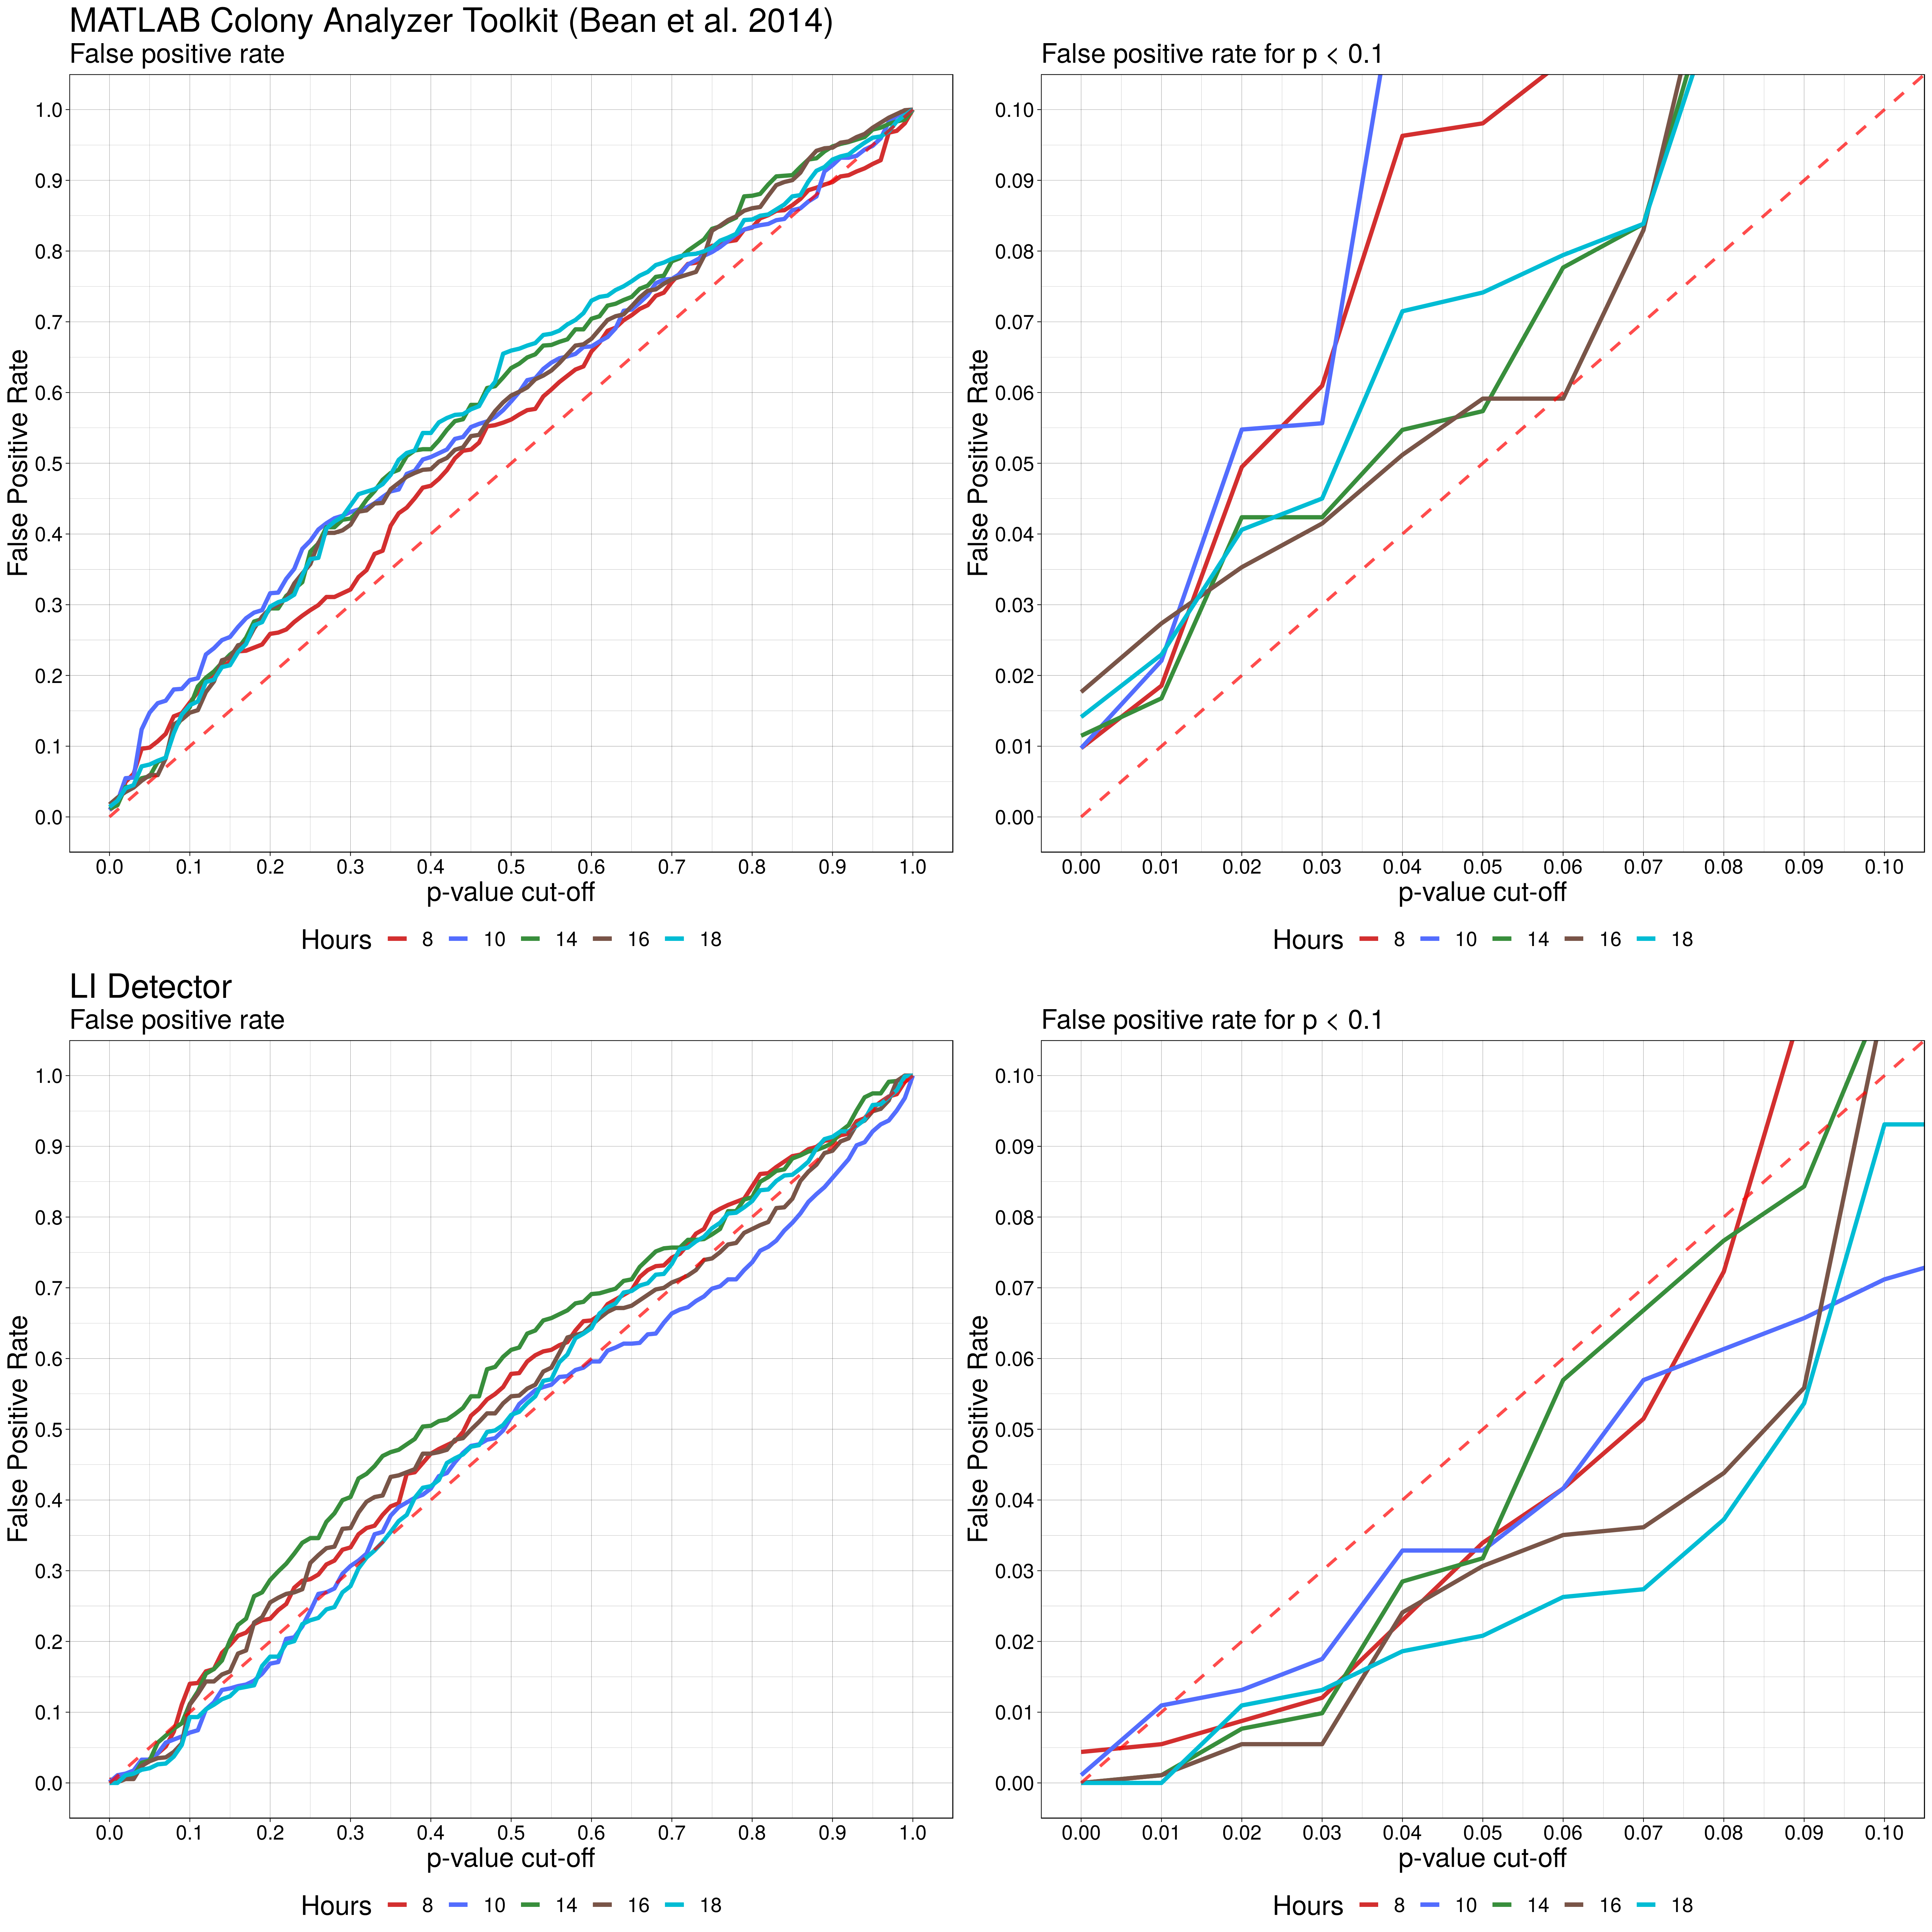 MATLAB Colony Analyzer Toolkit (Bean et al. 2014)
False positive rate
False Positive Rate
1.0
0.9
0.8
0.7
0.6
0.5
0.4
0.3
0.2
0.1
0.0
0.0 0.1 0.2 0.3 0.4 0.5 0.6 0.7 0.8 0.9 1.0
p-value cut-off
Hours 8 10 14 16 18
False positive rate for p < 0.1
False Positive Rate
0.10
0.09
0.08
0.07
0.06
0.05
0.04
0.03
0.02
0.01
0.00
0.00 0.01 0.02 0.03 0.04 0.05 0.06 0.07 0.08 0.09 0.10
p-value cut-off
Hours 8 10 14 16 18
LI Detector
False positive rate
False Positive Rate
1.0
0.9
0.8
0.7
0.6
0.5
0.4
0.3
0.2
0.1
0.0
0.0 0.1 0.2 0.3 0.4 0.5 0.6 0.7 0.8 0.9 1.0
p-value cut-off
Hours 8 10 14 16 18
False positive rate for p < 0.1
False Positive Rate
0.10
0.09
0.08
0.07
0.06
0.05
0.04
0.03
0.02
0.01
0.00
0.00 0.01 0.02 0.03 0.04 0.05 0.06 0.07 0.08 0.09 0.10
p-value cut-off
Hours 8 10 14 16 18